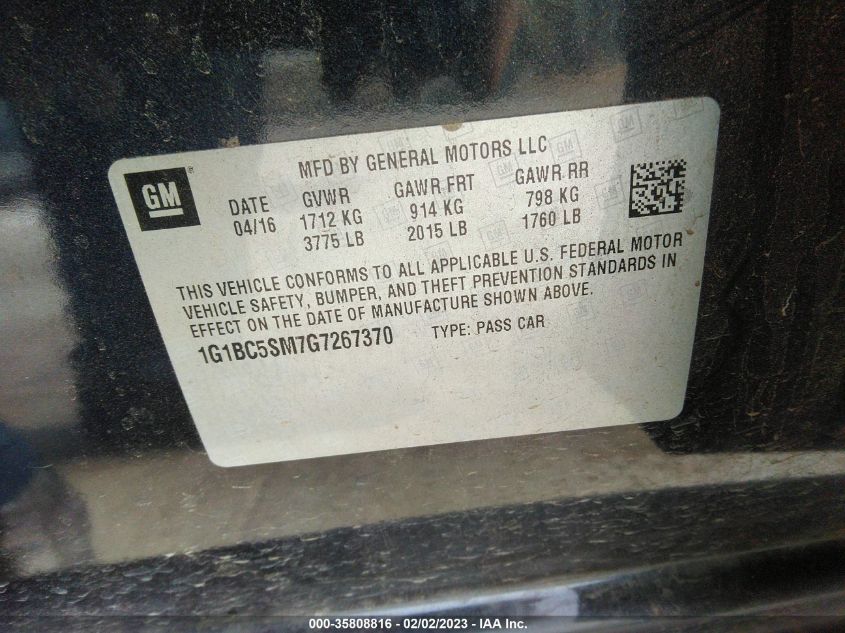 GM
MFD BY GENERAL MOTORS LLC
DATE GVWR GAWR FRT GAWR RR
04/16 1712 KG 914 KG 798 KG
3775 LB 2015 LB 1760 LB
THIS VEHICLE CONFORMS TO ALL APPLICABLE U.S. FEDERAL MOTOR
VEHICLE SAFETY, BUMPER, AND THEFT PREVENTION STANDARDS IN
EFFECT ON THE DATE OF MANUFACTURE SHOWN ABOVE.
1G1BC5SM7G7267370 TYPE: PASS CAR
000-35808816 - 02/02/2023 - IAA Inc.